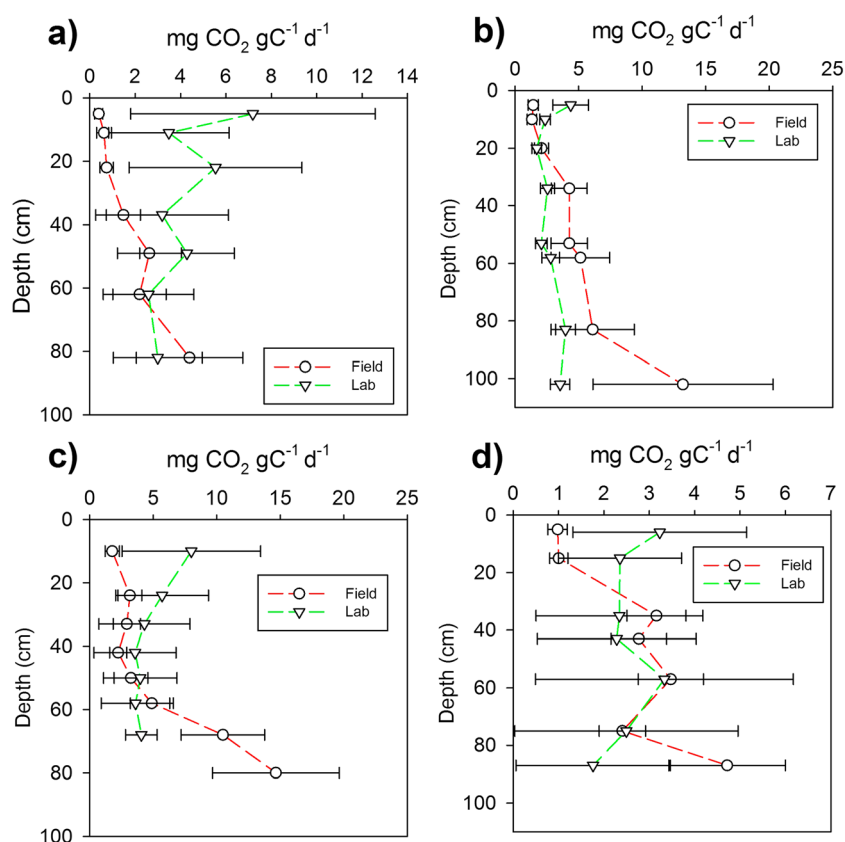 a)
mg CO₂ gC⁻¹ d⁻¹
0 2 4 6 8 10 12 14
0
20
40
60
80
100
Depth (cm)
Field
Lab
b)
mg CO₂ gC⁻¹ d⁻¹
0 5 10 15 20 25
0
20
40
60
80
100
Depth (cm)
Field
Lab
c)
mg CO₂ gC⁻¹ d⁻¹
0 5 10 15 20 25
0
20
40
60
80
100
Depth (cm)
Field
Lab
d)
mg CO₂ gC⁻¹ d⁻¹
0 1 2 3 4 5 6 7
0
20
40
60
80
100
Depth (cm)
Field
Lab